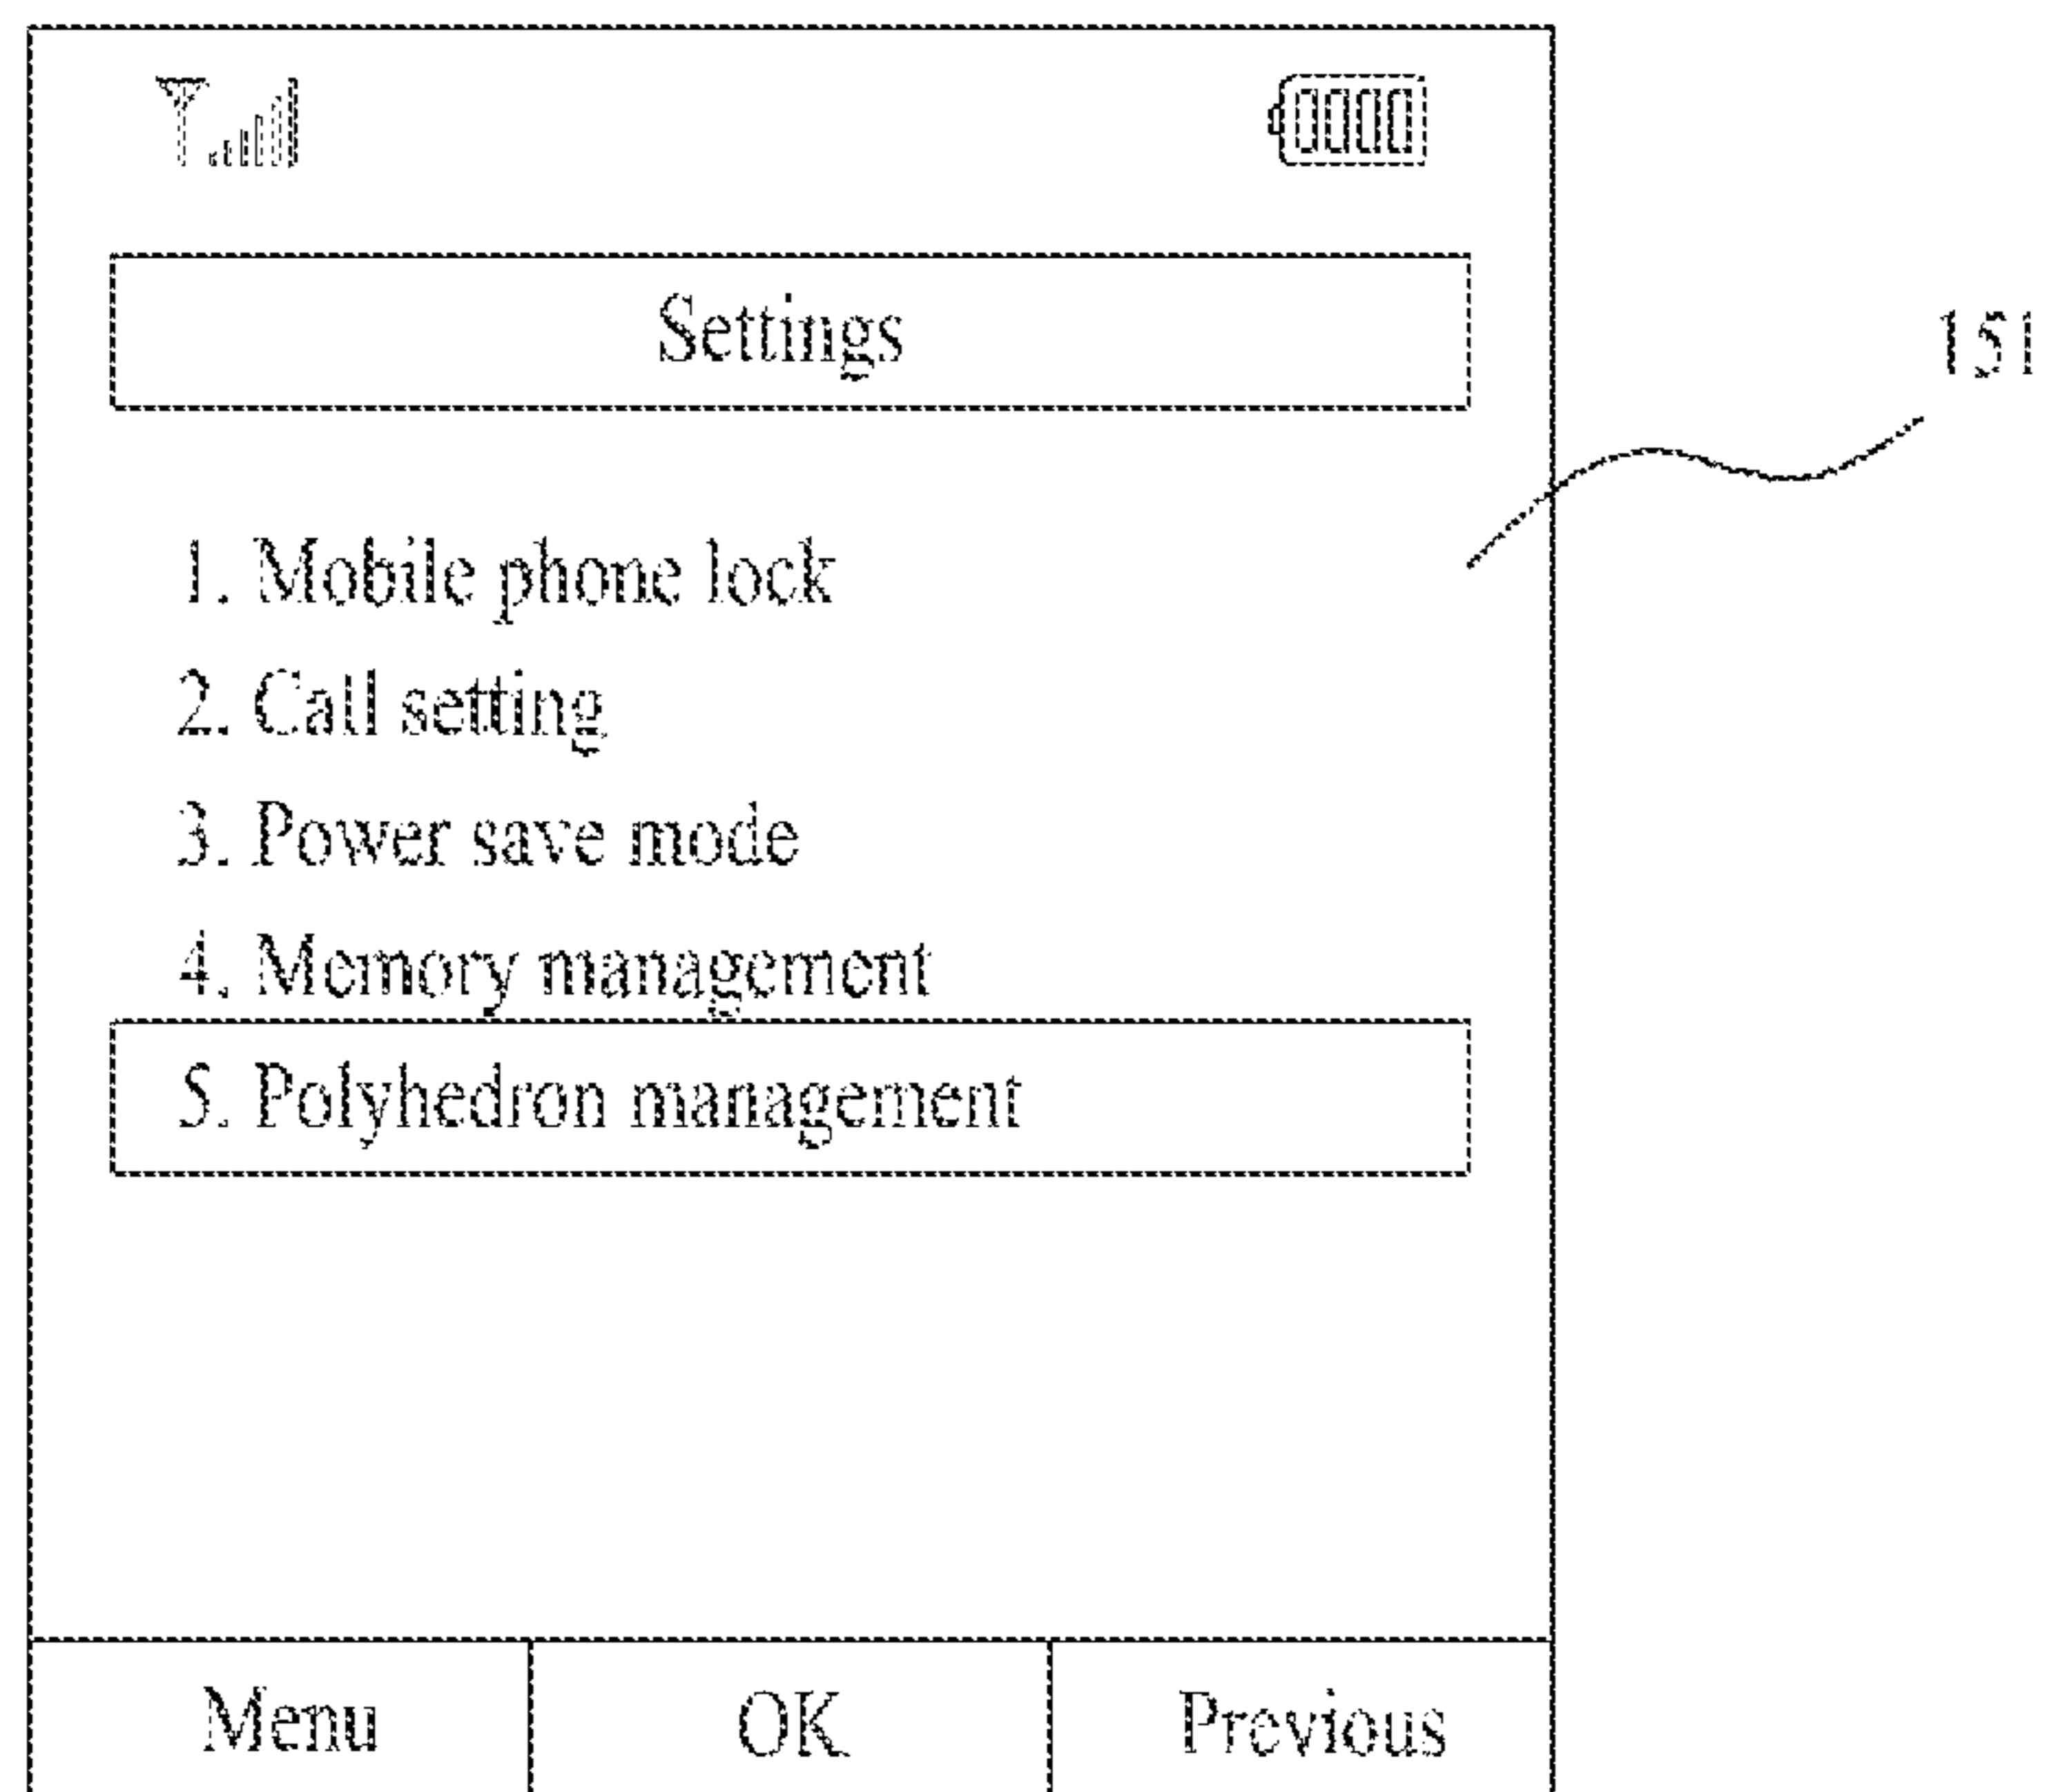 Settings
151
1. Mobile phone lock
2. Call setting
3. Power save mode
4. Memory management
5. Polyhedron management
Menu
OK
Previous